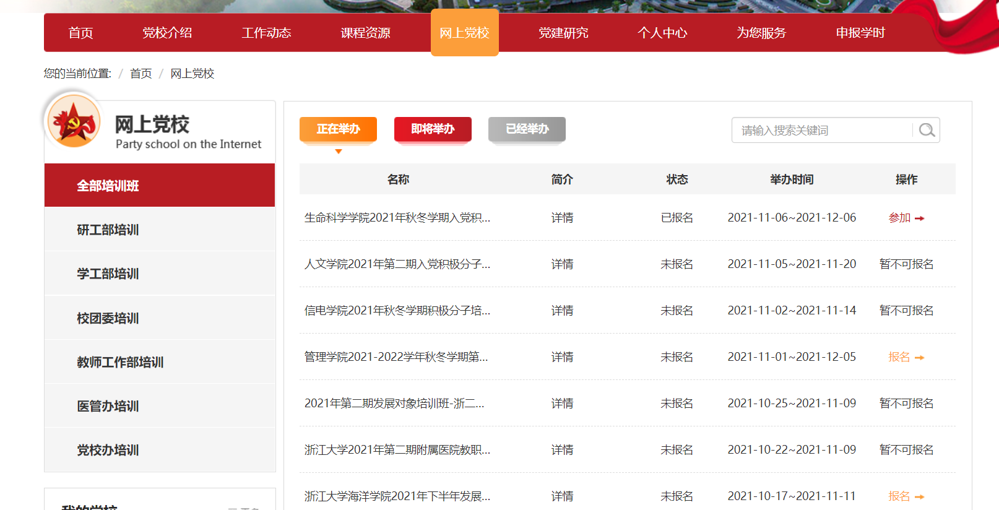 首页 党校介绍 工作动态 课程资源 网上党校 党建研究 个人中心 为您服务 申报学时
您的当前位置: / 首页 / 网上党校
网上党校
Party school on the Internet
全部培训班
研工部培训
学工部培训
校团委培训
教师工作部培训
医管办培训
党校办培训
我的党校 更多
正在举办 即将举办 已经举办 请输入搜索关键词
名称 简介 状态 举办时间 操作
生命科学学院2021年秋冬学期入党积... 详情 已报名 2021-11-06~2021-12-06 参加
人文学院2021年第二期入党积极分子... 详情 未报名 2021-11-05~2021-11-20 暂不可报名
信电学院2021年秋冬学期积极分子培... 详情 未报名 2021-11-02~2021-11-14 暂不可报名
管理学院2021-2022学年秋冬学期第... 详情 未报名 2021-11-01~2021-12-05 报名
2021年第二期发展对象培训班-浙二... 详情 未报名 2021-10-25~2021-11-09 暂不可报名
浙江大学2021年第二期附属医院教职... 详情 未报名 2021-10-22~2021-11-09 暂不可报名
浙江大学海洋学院2021年下半年发展... 详情 未报名 2021-10-17~2021-11-11 报名